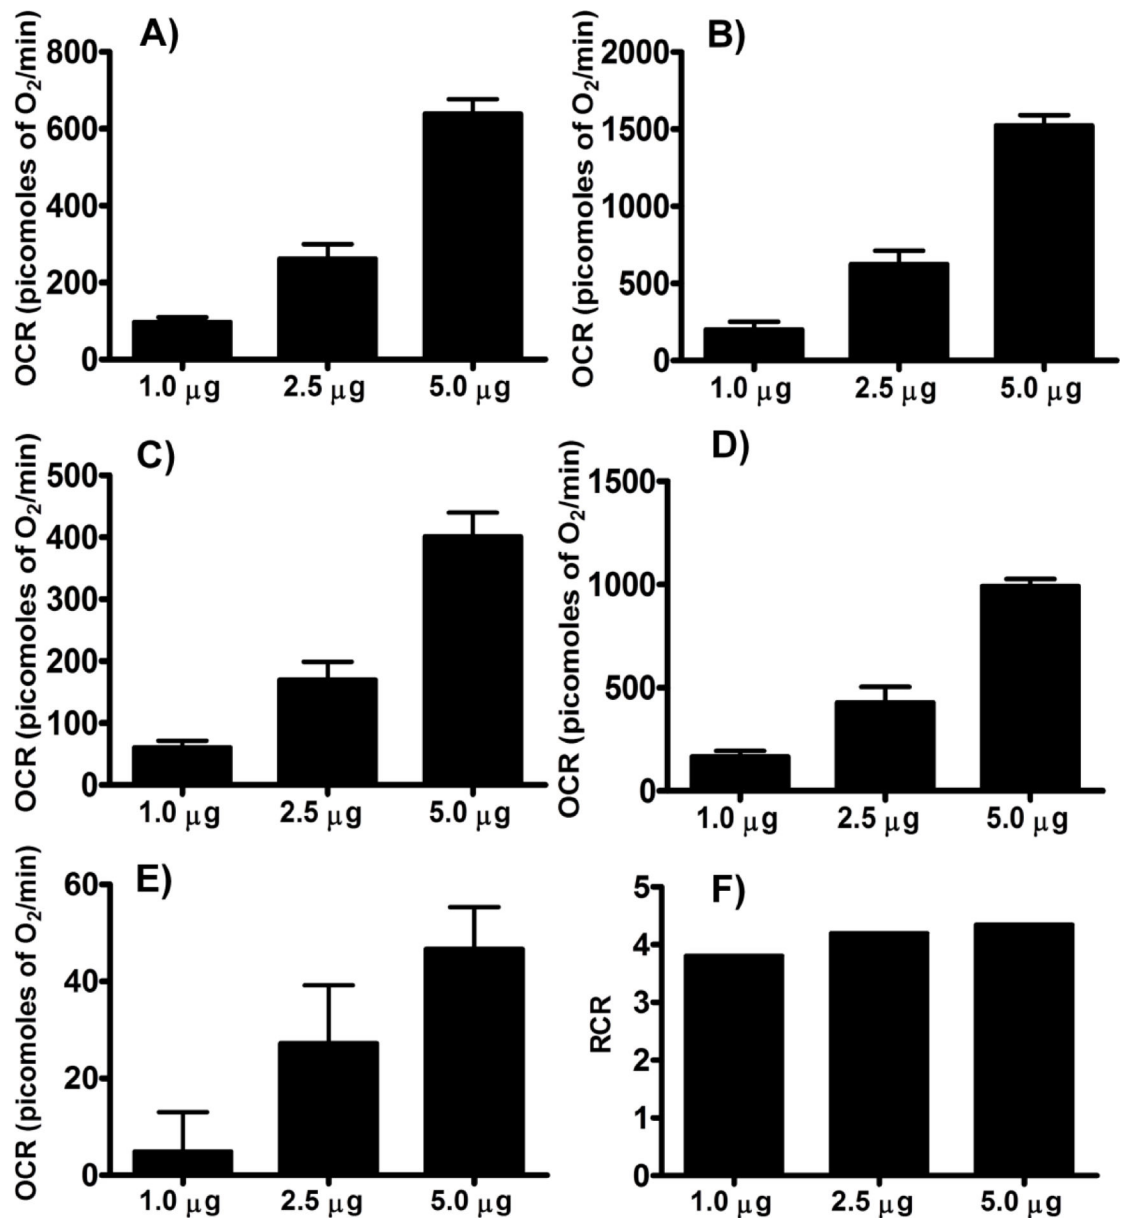 A)
OCR (picomoles of O₂/min)
800
600
400
200
0
1.0 μg 2.5 μg 5.0 μg
B)
OCR (picomoles of O₂/min)
2000
1500
1000
500
0
1.0 μg 2.5 μg 5.0 μg
C)
OCR (picomoles of O₂/min)
500
400
300
200
100
0
1.0 μg 2.5 μg 5.0 μg
D)
OCR (picomoles of O₂/min)
1500
1000
500
0
1.0 μg 2.5 μg 5.0 μg
E)
OCR (picomoles of O₂/min)
60
40
20
0
1.0 μg 2.5 μg 5.0 μg
F)
RCR
5
4
3
2
1
0
1.0 μg 2.5 μg 5.0 μg